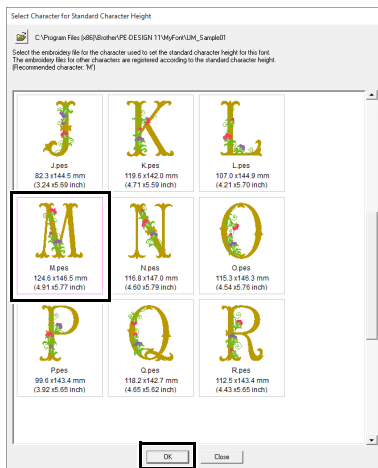 Select Character for Standard Character Height
C:\Program Files (x86)\Brother\PE-DESIGN 11\MyFont\UM_Sample01
Select the embroidery file for the character used to set the standard character height for this font.
The embroidery files for other characters are registered according to the standard character height.
(Recommended character: 'M')
J.pes
82.3 x144.5 mm
(3.24 x5.69 inch)
K.pes
119.6 x142.0 mm
(4.71 x5.59 inch)
L.pes
107.0 x144.9 mm
(4.21 x5.70 inch)
M.pes
124.6 x146.5 mm
(4.91 x5.77 inch)
N.pes
116.8 x147.0 mm
(4.60 x5.79 inch)
O.pes
115.3 x146.3 mm
(4.54 x5.76 inch)
P.pes
99.6 x143.4 mm
(3.92 x5.65 inch)
Q.pes
118.2 x142.7 mm
(4.65 x5.62 inch)
R.pes
112.5 x143.4 mm
(4.43 x5.65 inch)
OK
Close